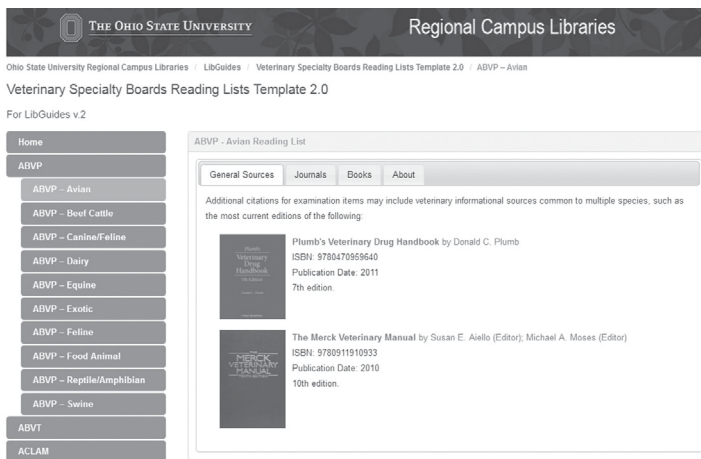 THE OHIO STATE UNIVERSITY
Regional Campus Libraries
Ohio State University Regional Campus Libraries / LibGuides / Veterinary Specialty Boards Reading Lists Template 2.0 / ABVP – Avian
Veterinary Specialty Boards Reading Lists Template 2.0
For LibGuides v.2
Home
ABVP
ABVP – Avian
ABVP – Beef Cattle
ABVP – Canine/Feline
ABVP – Dairy
ABVP – Equine
ABVP – Exotic
ABVP – Feline
ABVP – Food Animal
ABVP – Reptile/Amphibian
ABVP – Swine
ABVT
ACLAM
ABVP - Avian Reading List
General Sources Journals Books About
Additional citations for examination items may include veterinary informational sources common to multiple species, such as
the most current editions of the following:
Plumb's
Veterinary
Drug
Handbook
Plumb's Veterinary Drug Handbook by Donald C. Plumb
ISBN: 9780470959640
Publication Date: 2011
7th edition.
THE
MERCK
VETERINARY
MANUAL
The Merck Veterinary Manual by Susan E. Aiello (Editor); Michael A. Moses (Editor)
ISBN: 9780911910933
Publication Date: 2010
10th edition.